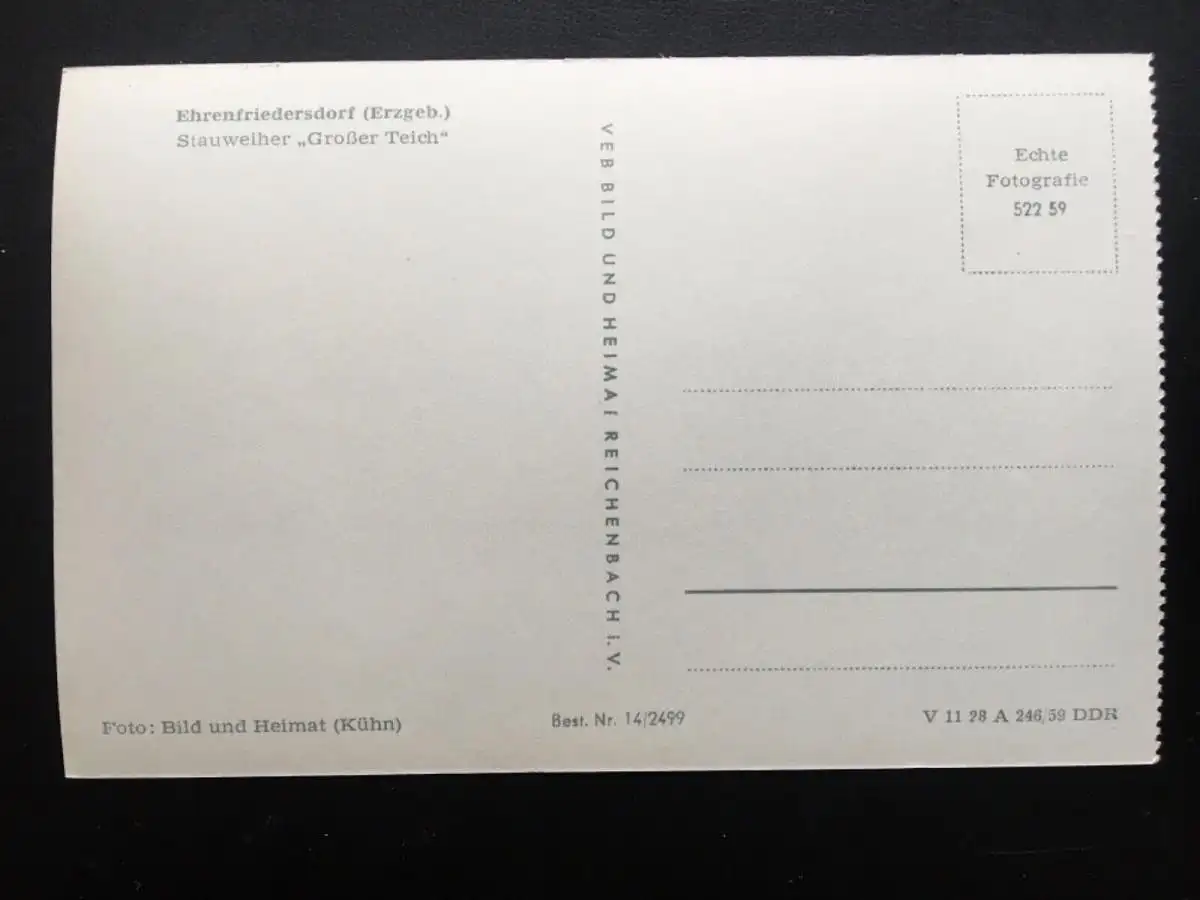 Ehrenfriedersdorf (Erzgeb.)
Stauweiher „Großer Teich“
VEB BILD UND HEIMAT REICHENBACH I. V.
Echte
Fotografie
522 59
Foto: Bild und Heimat (Kühn)
Best. Nr. 14/2499
V 11 28 A 246/59 DDR